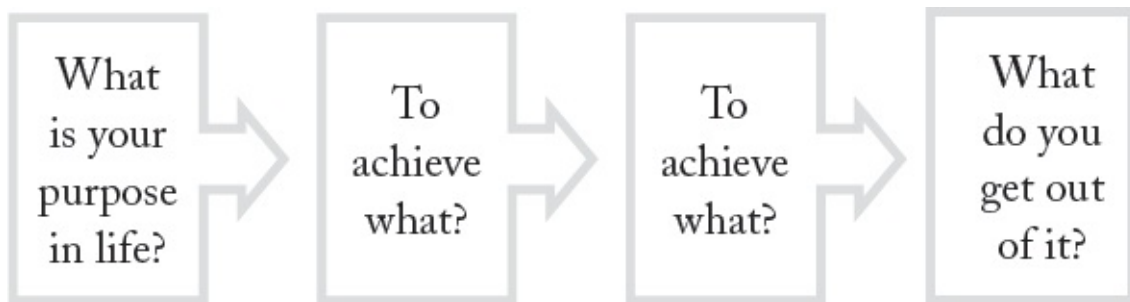 What
is your
purpose
in life?
To
achieve
what?
To
achieve
what?
What
do you
get out
of it?